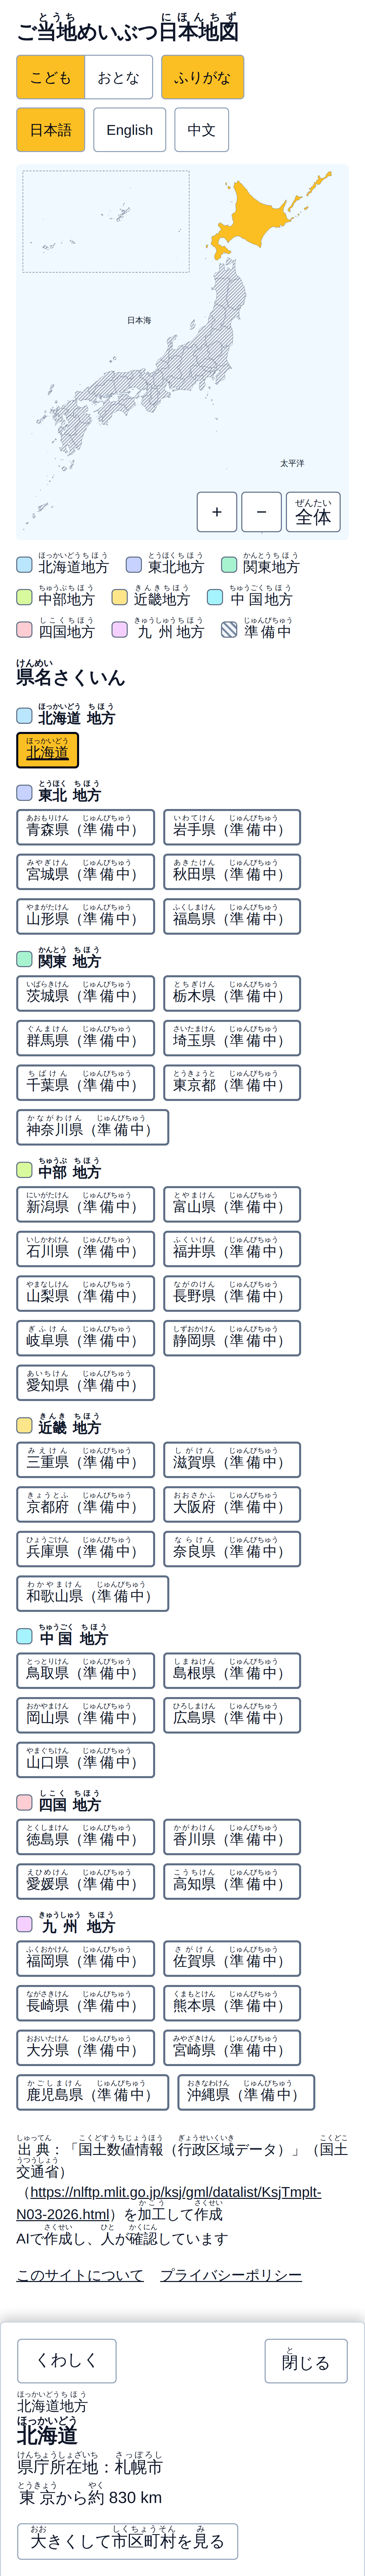 ご当地めいぶつ日本地図
こども おとな ふりがな
日本語 English 中文
日本海
太平洋
+ − 全体
北海道地方 東北地方 関東地方
中部地方 近畿地方 中国地方
四国地方 九州地方 準備中
県名さくいん
北海道 地方
北海道
東北 地方
青森県（準備中） 岩手県（準備中）
宮城県（準備中） 秋田県（準備中）
山形県（準備中） 福島県（準備中）
関東 地方
茨城県（準備中） 栃木県（準備中）
群馬県（準備中） 埼玉県（準備中）
千葉県（準備中） 東京都（準備中）
神奈川県（準備中）
中部 地方
新潟県（準備中） 富山県（準備中）
石川県（準備中） 福井県（準備中）
山梨県（準備中） 長野県（準備中）
岐阜県（準備中） 静岡県（準備中）
愛知県（準備中）
近畿 地方
三重県（準備中） 滋賀県（準備中）
京都府（準備中） 大阪府（準備中）
兵庫県（準備中） 奈良県（準備中）
和歌山県（準備中）
中国 地方
鳥取県（準備中） 島根県（準備中）
岡山県（準備中） 広島県（準備中）
山口県（準備中）
四国 地方
徳島県（準備中） 香川県（準備中）
愛媛県（準備中） 高知県（準備中）
九州 地方
福岡県（準備中） 佐賀県（準備中）
長崎県（準備中） 熊本県（準備中）
大分県（準備中） 宮崎県（準備中）
鹿児島県（準備中） 沖縄県（準備中）
出典：「国土数値情報（行政区域データ）」（国土
交通省）
（https://nlftp.mlit.go.jp/ksj/gml/datalist/KsjTmplt-
N03-2026.html）を加工して作成
AIで作成し、人が確認しています
このサイトについて プライバシーポリシー
くわしく 閉じる
北海道地方
北海道
県庁所在地：札幌市
東京から約 830 km
大きくして市区町村を見る